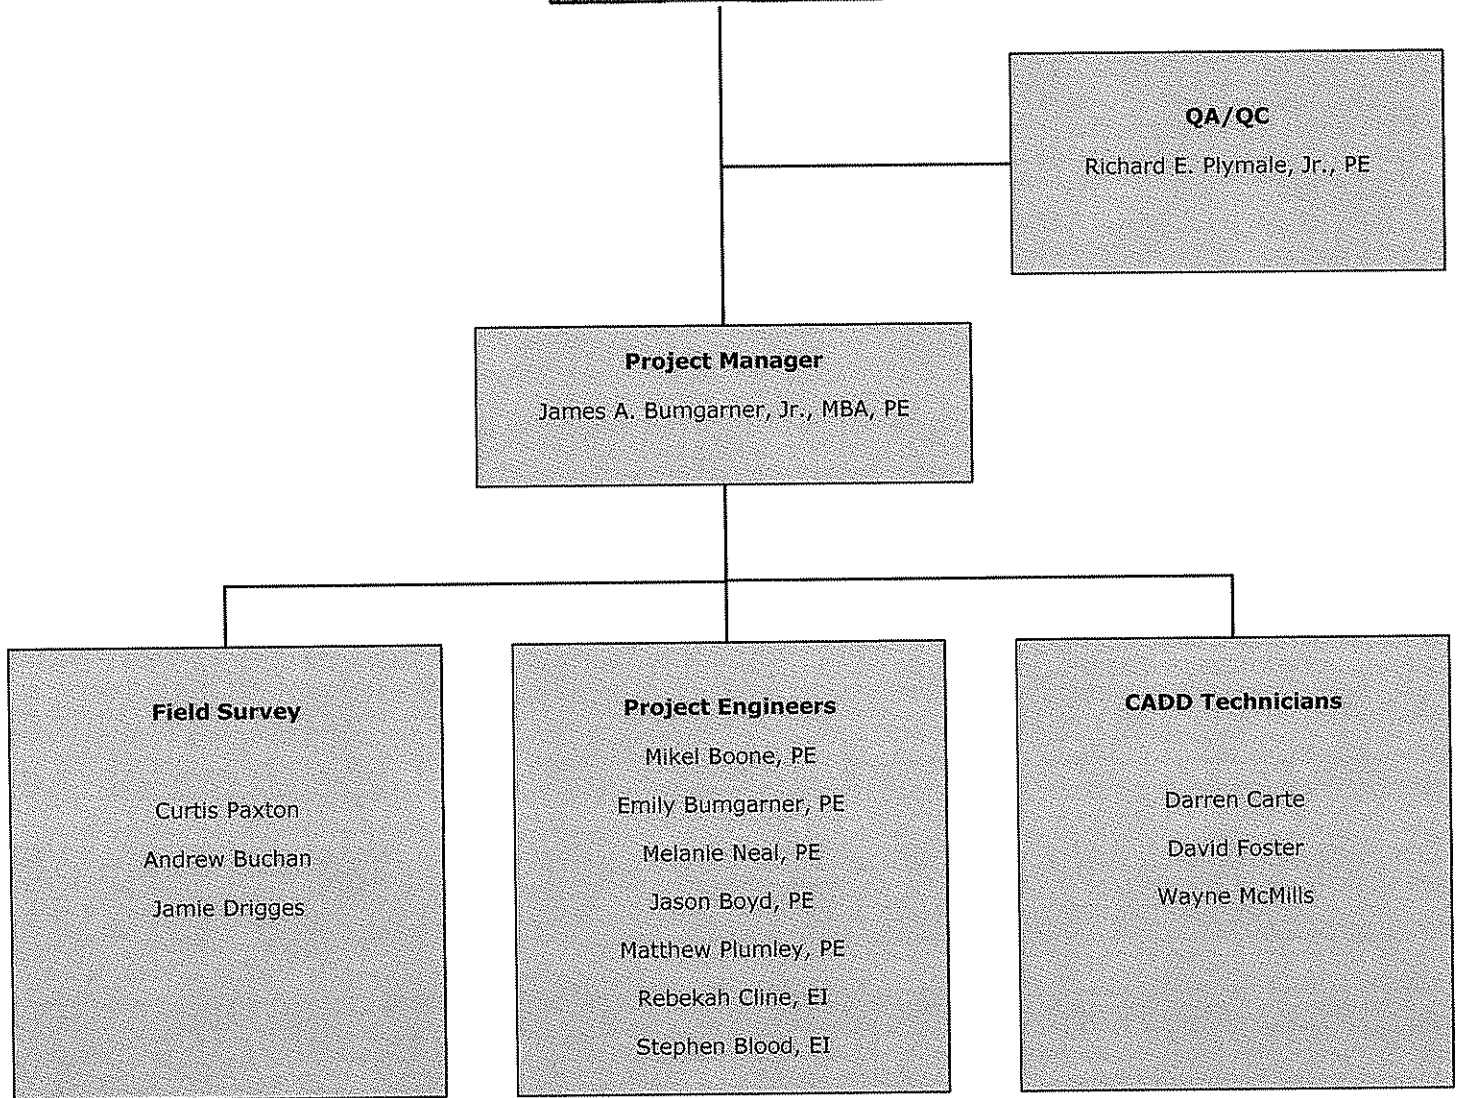 QA/QC
Richard E. Plymale, Jr., PE
Project Manager
James A. Bumgarner, Jr., MBA, PE
Field Survey
Curtis Paxton
Andrew Buchan
Jamie Drigges
Project Engineers
Mikel Boone, PE
Emily Bumgarner, PE
Melanie Neal, PE
Jason Boyd, PE
Matthew Plumley, PE
Rebekah Cline, EI
Stephen Blood, EI
CADD Technicians
Darren Carte
David Foster
Wayne McMills